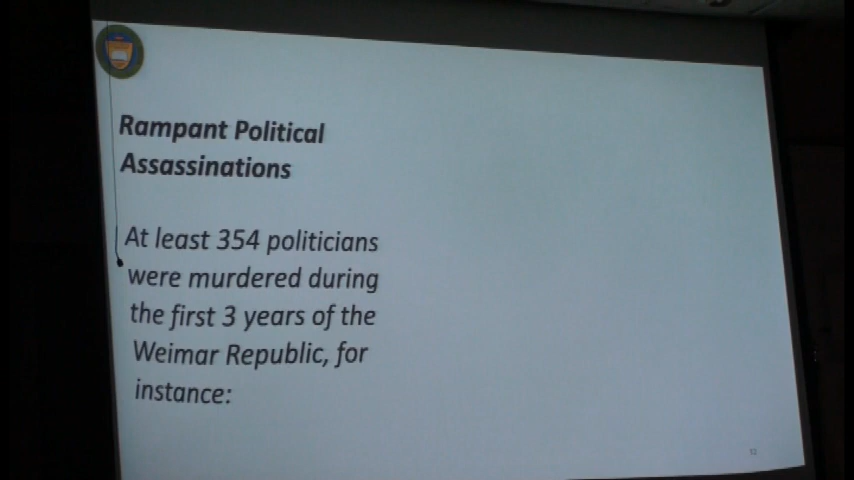 Rampant Political
Assassinations
At least 354 politicians
were murdered during
the first 3 years of the
Weimar Republic, for
instance: